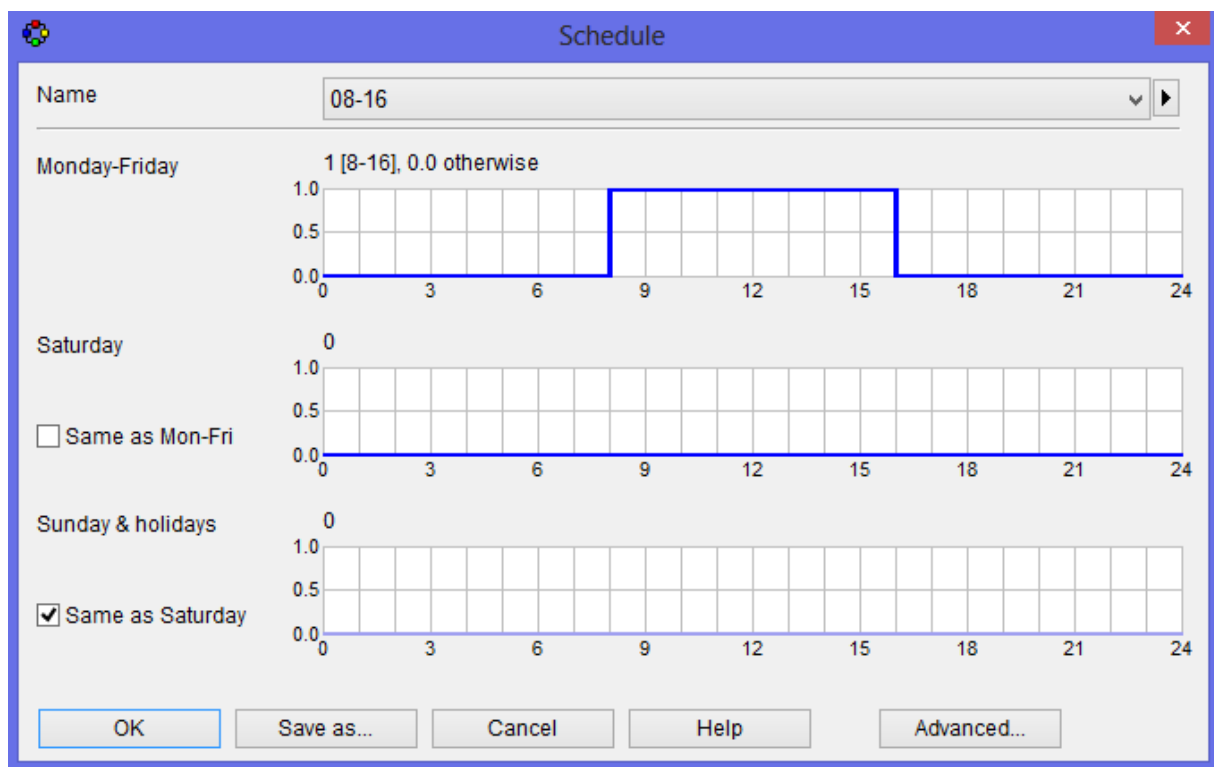 Schedule
Name
08-16
Monday-Friday
1 [8-16], 0.0 otherwise
1.0
0.5
0.0
0 3 6 9 12 15 18 21 24
Saturday
0
1.0
0.5
Same as Mon-Fri
0.0
0 3 6 9 12 15 18 21 24
Sunday & holidays
0
1.0
0.5
Same as Saturday
0.0
0 3 6 9 12 15 18 21 24
OK Save as... Cancel Help Advanced...